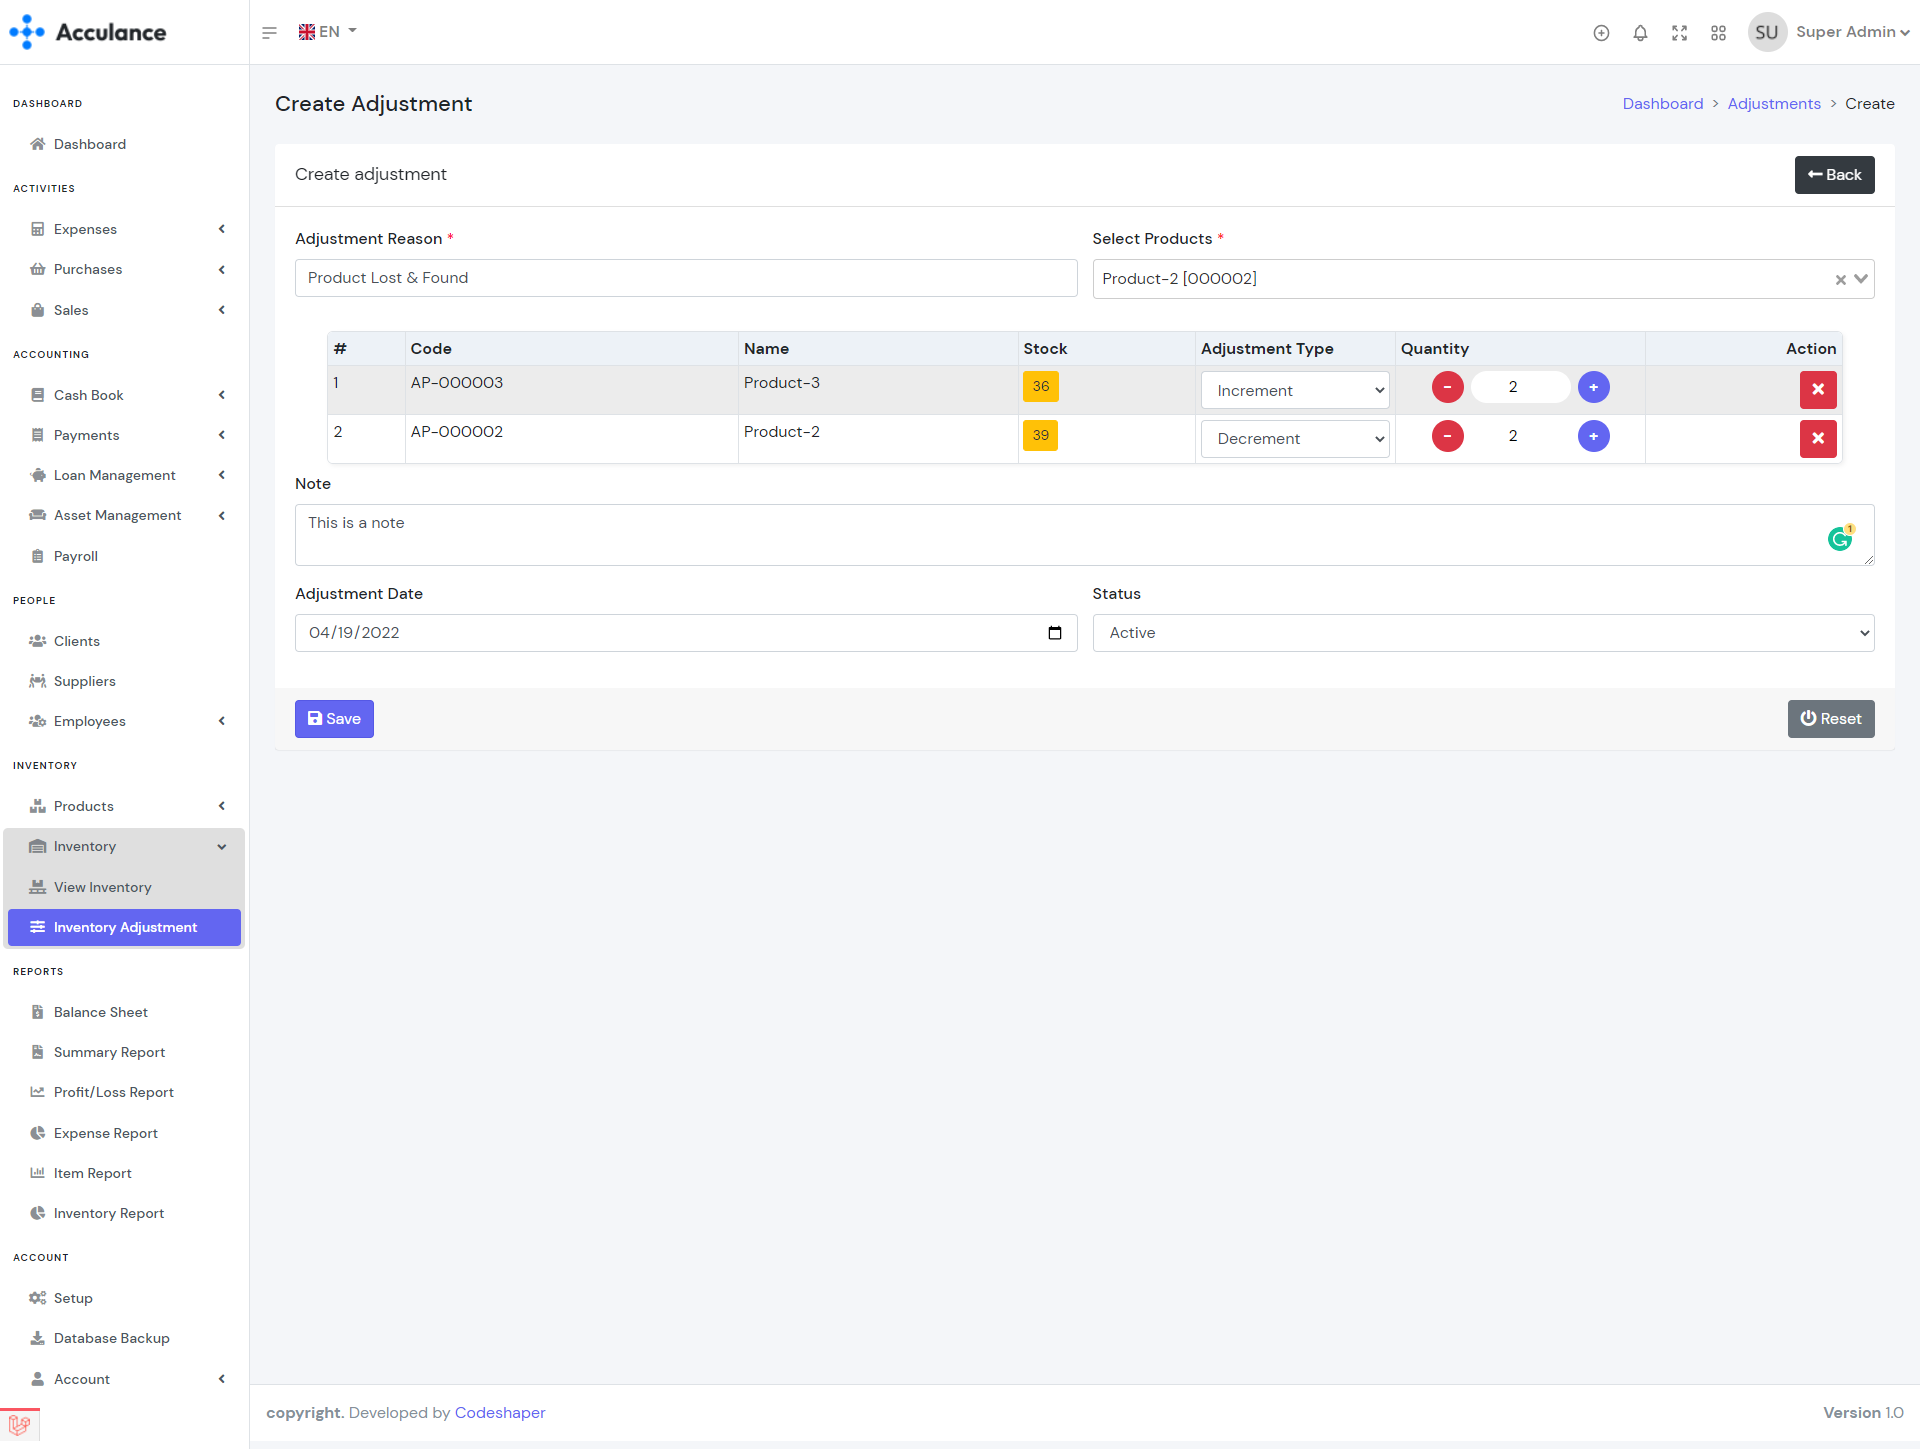 Acculance
EN
SU
Super Admin
DASHBOARD
Dashboard
ACTIVITIES
Expenses
Purchases
Sales
ACCOUNTING
Cash Book
Payments
Loan Management
Asset Management
Payroll
PEOPLE
Clients
Suppliers
Employees
INVENTORY
Products
Inventory
View Inventory
Inventory Adjustment
REPORTS
Balance Sheet
Summary Report
Profit/Loss Report
Expense Report
Item Report
Inventory Report
ACCOUNT
Setup
Database Backup
Account
Create Adjustment
Dashboard > Adjustments > Create
Create adjustment
Back
Adjustment Reason *
Product Lost & Found
Select Products *
Product-2 [000002]
# Code Name Stock Adjustment Type Quantity Action
1 AP-000003 Product-3 36 Increment - 2 +
2 AP-000002 Product-2 39 Decrement - 2 +
Note
This is a note
1
Adjustment Date
04/19/2022
Status
Active
Save
Reset
copyright. Developed by Codeshaper
Version 1.0